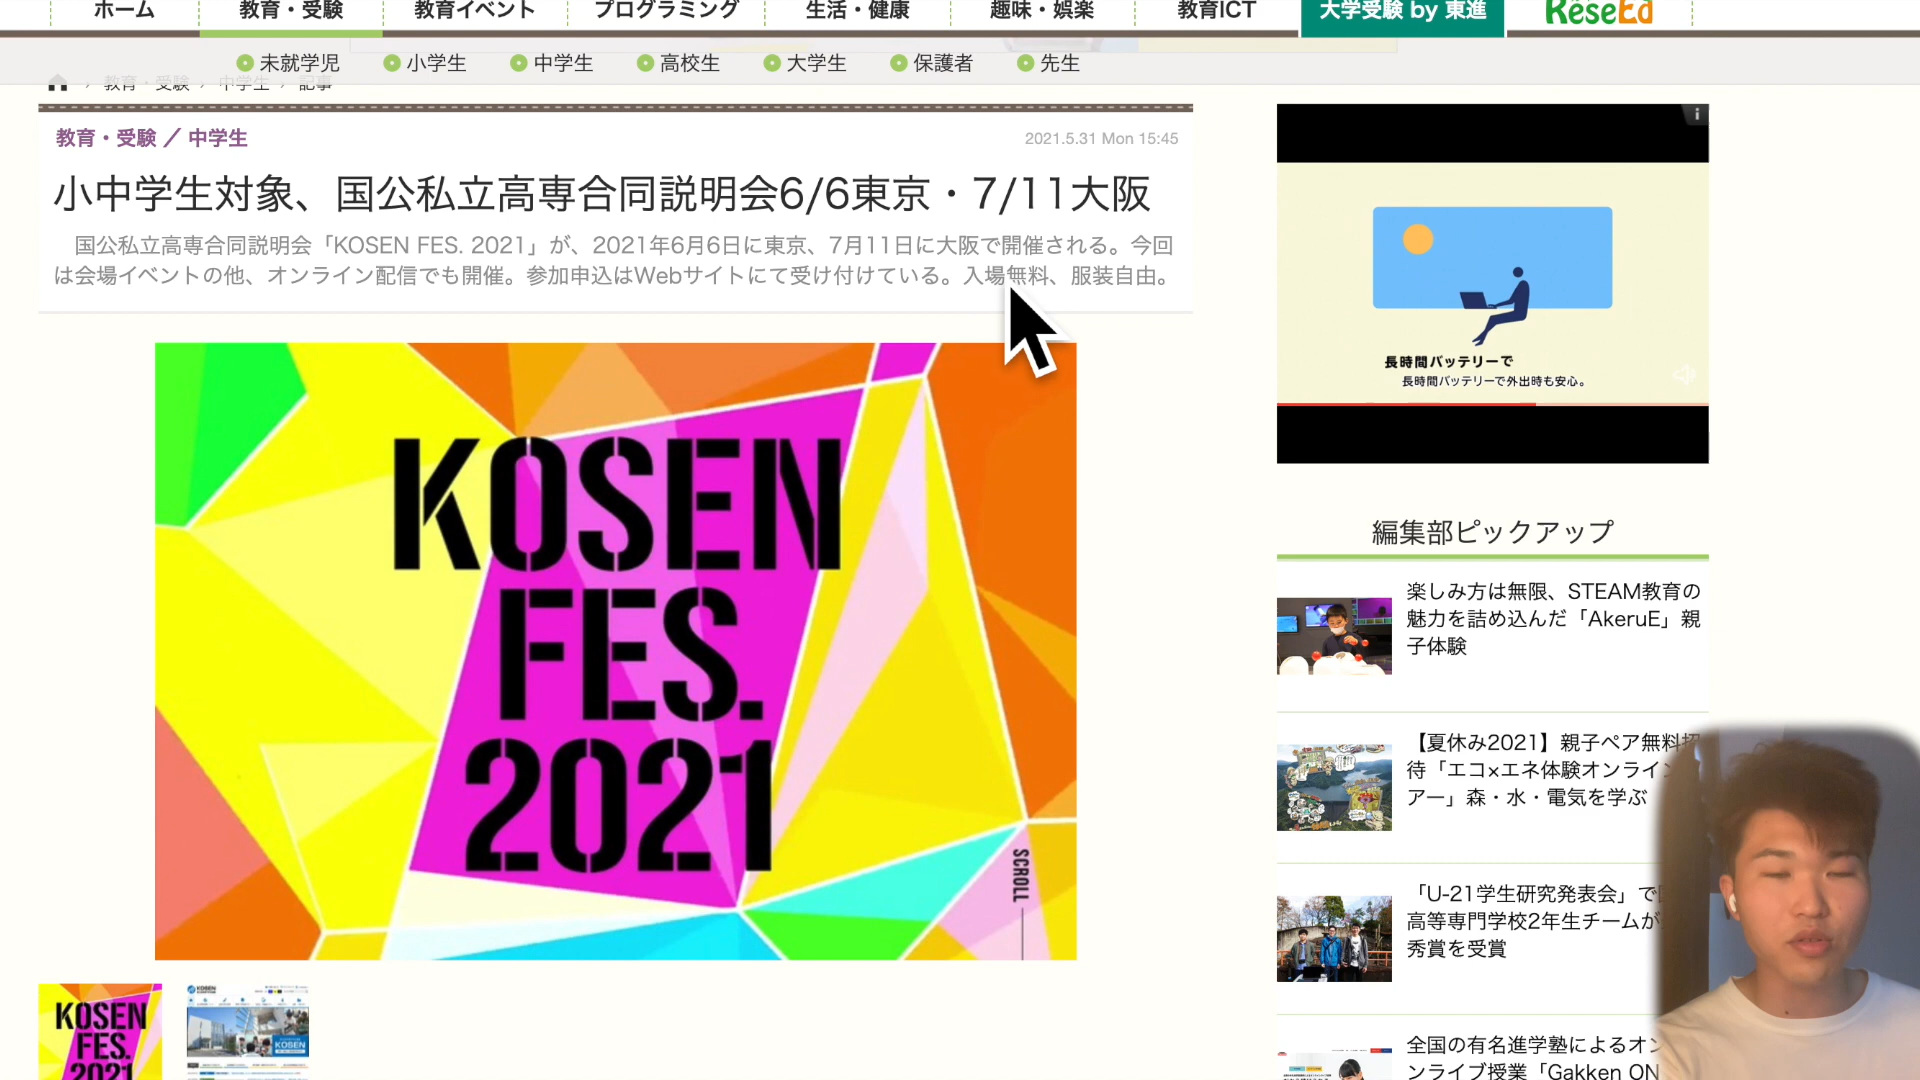 ホーム
教育・受験
教育イベント
プログラミング
生活・健康
趣味・娯楽
教育ICT
大学受験 by 東進
ReseEd
未就学児
小学生
中学生
高校生
大学生
保護者
先生
教育・受験 › 中学生 › 記事
教育・受験 ／ 中学生
2021.5.31 Mon 15:45
小中学生対象、国公私立高専合同説明会6/6東京・7/11大阪
国公私立高専合同説明会「KOSEN FES. 2021」が、2021年6月6日に東京、7月11日に大阪で開催される。今回
は会場イベントの他、オンライン配信でも開催。参加申込はWebサイトにて受け付けている。入場無料、服装自由。
KOSEN
FES.
2021
SCROLL
KOSEN
FES.
2021
KOSEN
KOSEN
長時間バッテリーで
長時間バッテリーで外出時も安心。
編集部ピックアップ
楽しみ方は無限、STEAM教育の
魅力を詰め込んだ「AkeruE」親
子体験
【夏休み2021】親子ペア無料招
待「エコ×エネ体験オンライン
アー」森・水・電気を学ぶ
「U-21学生研究発表会」で
高等専門学校2年生チームが
秀賞を受賞
全国の有名進学塾によるオン
ンライブ授業「Gakken ON